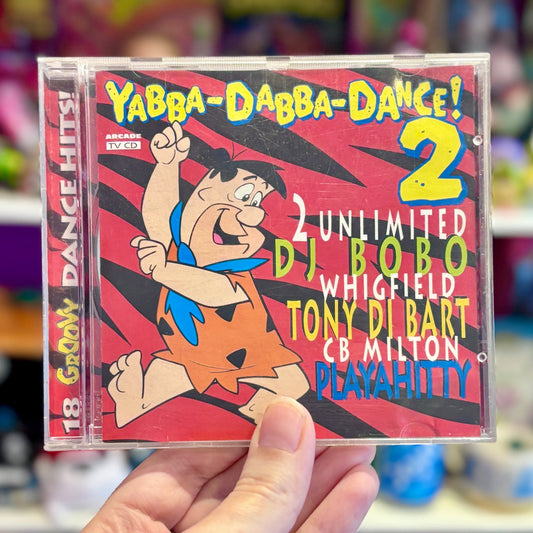 18 GROOVY DANCE HITS!
YABBA-DABBA-DANCE!
2
ARCADE
TV CD
2 UNLIMITED
DJ BOBO
WHIGFIELD
TONY DI BART
CB MILTON
PLAYAHITTY